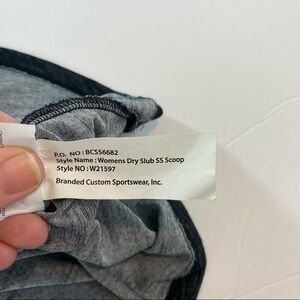 P.O. NO : BCS56682
Style Name : Womens Dry Slub SS Scoop
Style NO : W21597
Branded Custom Sportswear, Inc.